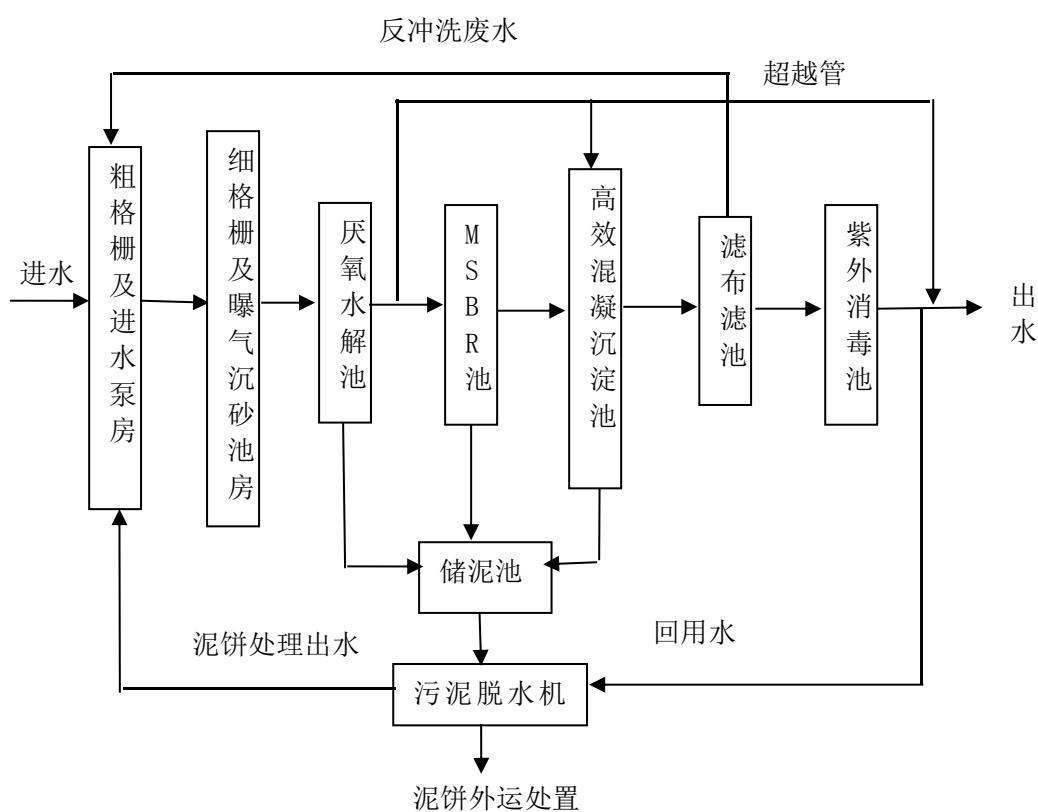 反冲洗废水
超越管
进水
粗格栅及进水泵房
细格栅及曝气沉砂池房
厌氧水解池
MSBR池
高效混凝沉淀池
滤布滤池
紫外消毒池
出水
储泥池
泥饼处理出水
回用水
污泥脱水机
泥饼外运处置